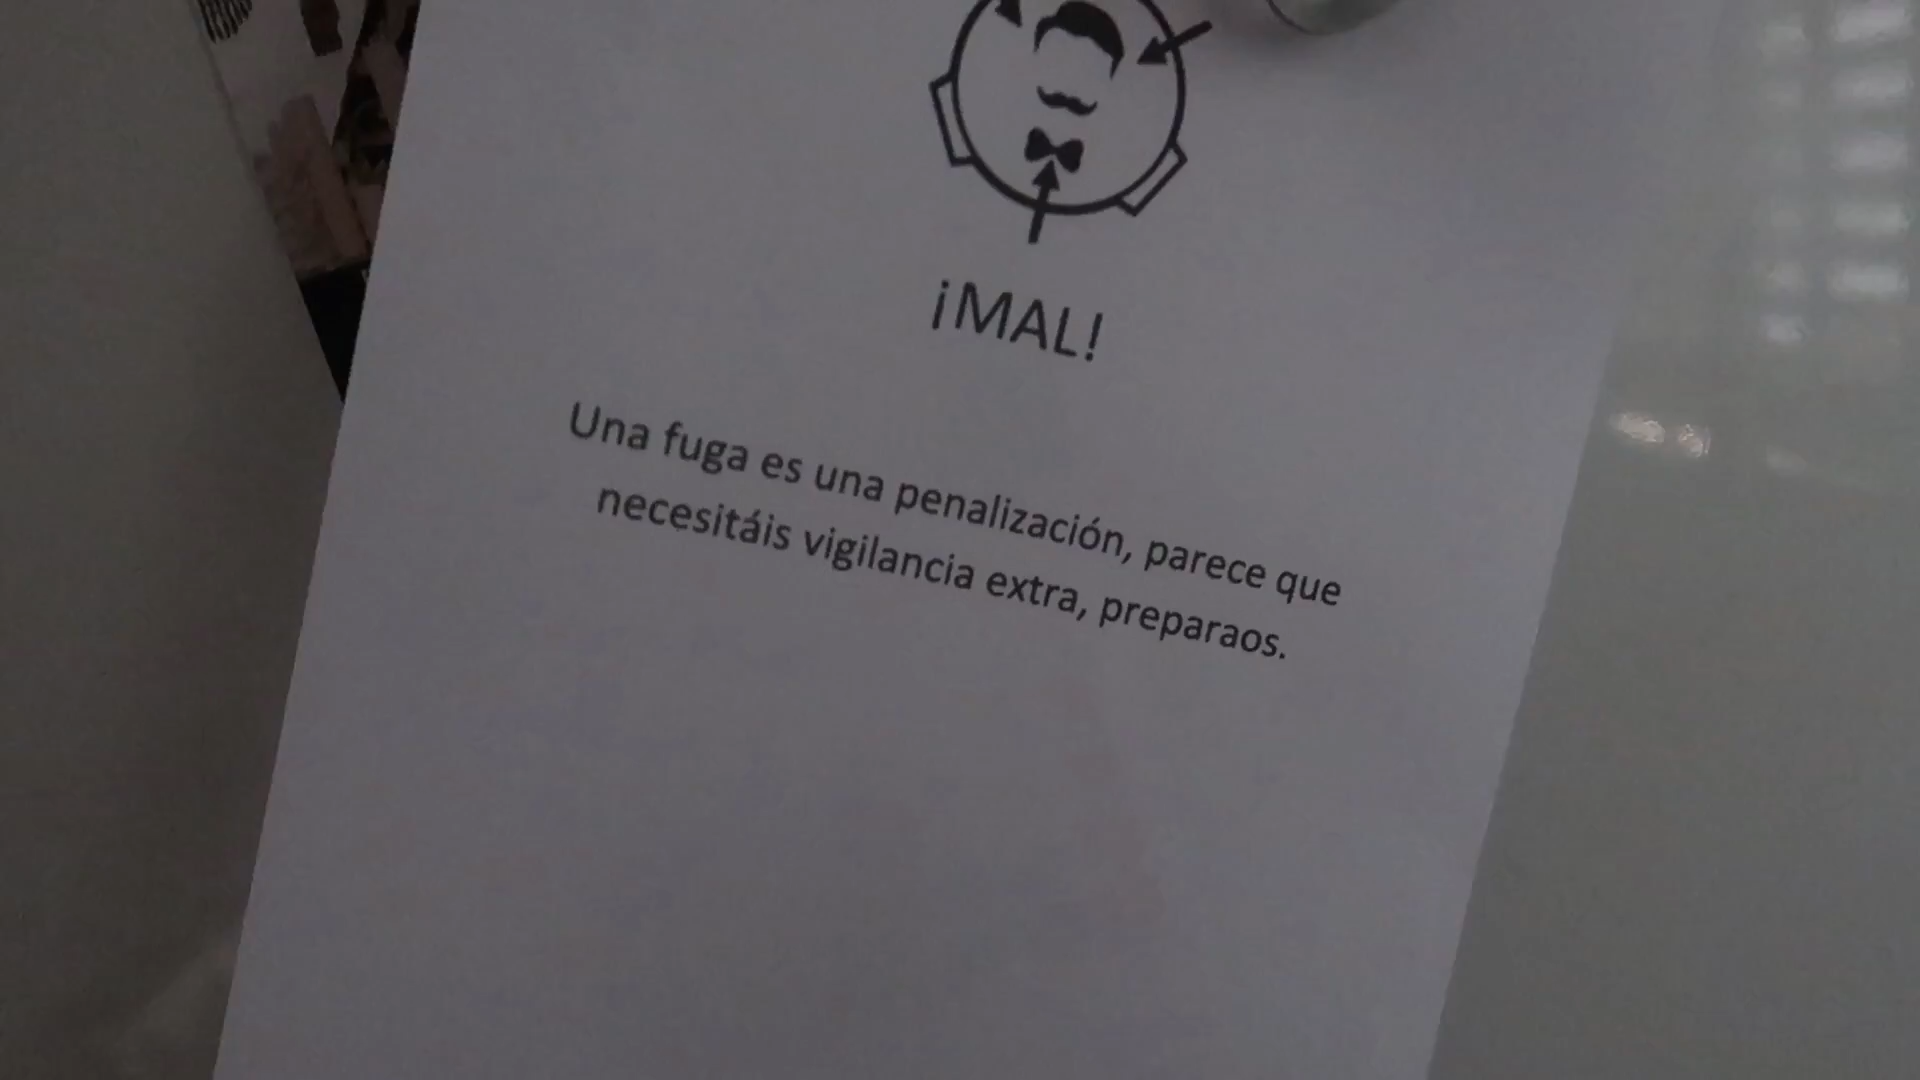 ¡MAL!
Una fuga es una penalización, parece que
necesitáis vigilancia extra, preparaos.